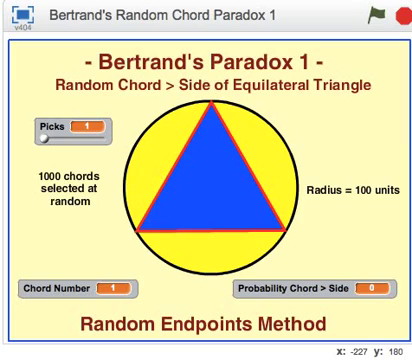 Bertrand's Random Chord Paradox 1
v404
- Bertrand's Paradox 1 -
Random Chord > Side of Equilateral Triangle
Picks 1
1000 chords
selected at
random
Radius = 100 units
Chord Number 1
Probability Chord > Side 0
Random Endpoints Method
x: -227 y: 180